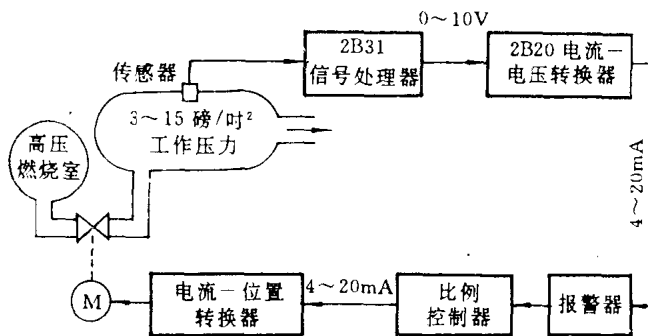 0～10V
2B31
信号处理器
2B20 电流－
电压转换器
传感器
3～15 磅/吋²
工作压力
高压
燃烧室
4～20mA
M
电流－位置
转换器
4～20mA
比例
控制器
报警器